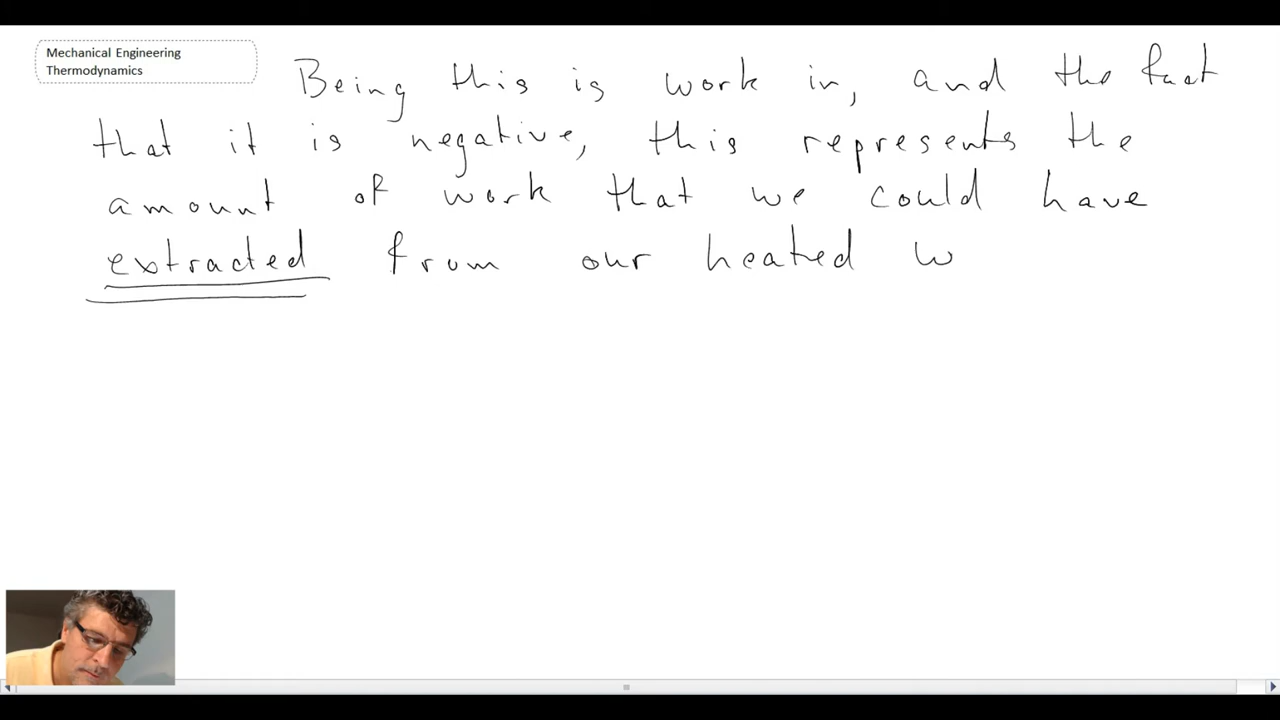 Mechanical Engineering
Thermodynamics
Being this is work in, and the fact
that it is negative, this represents the
amount of work that we could have
extracted from our heated w